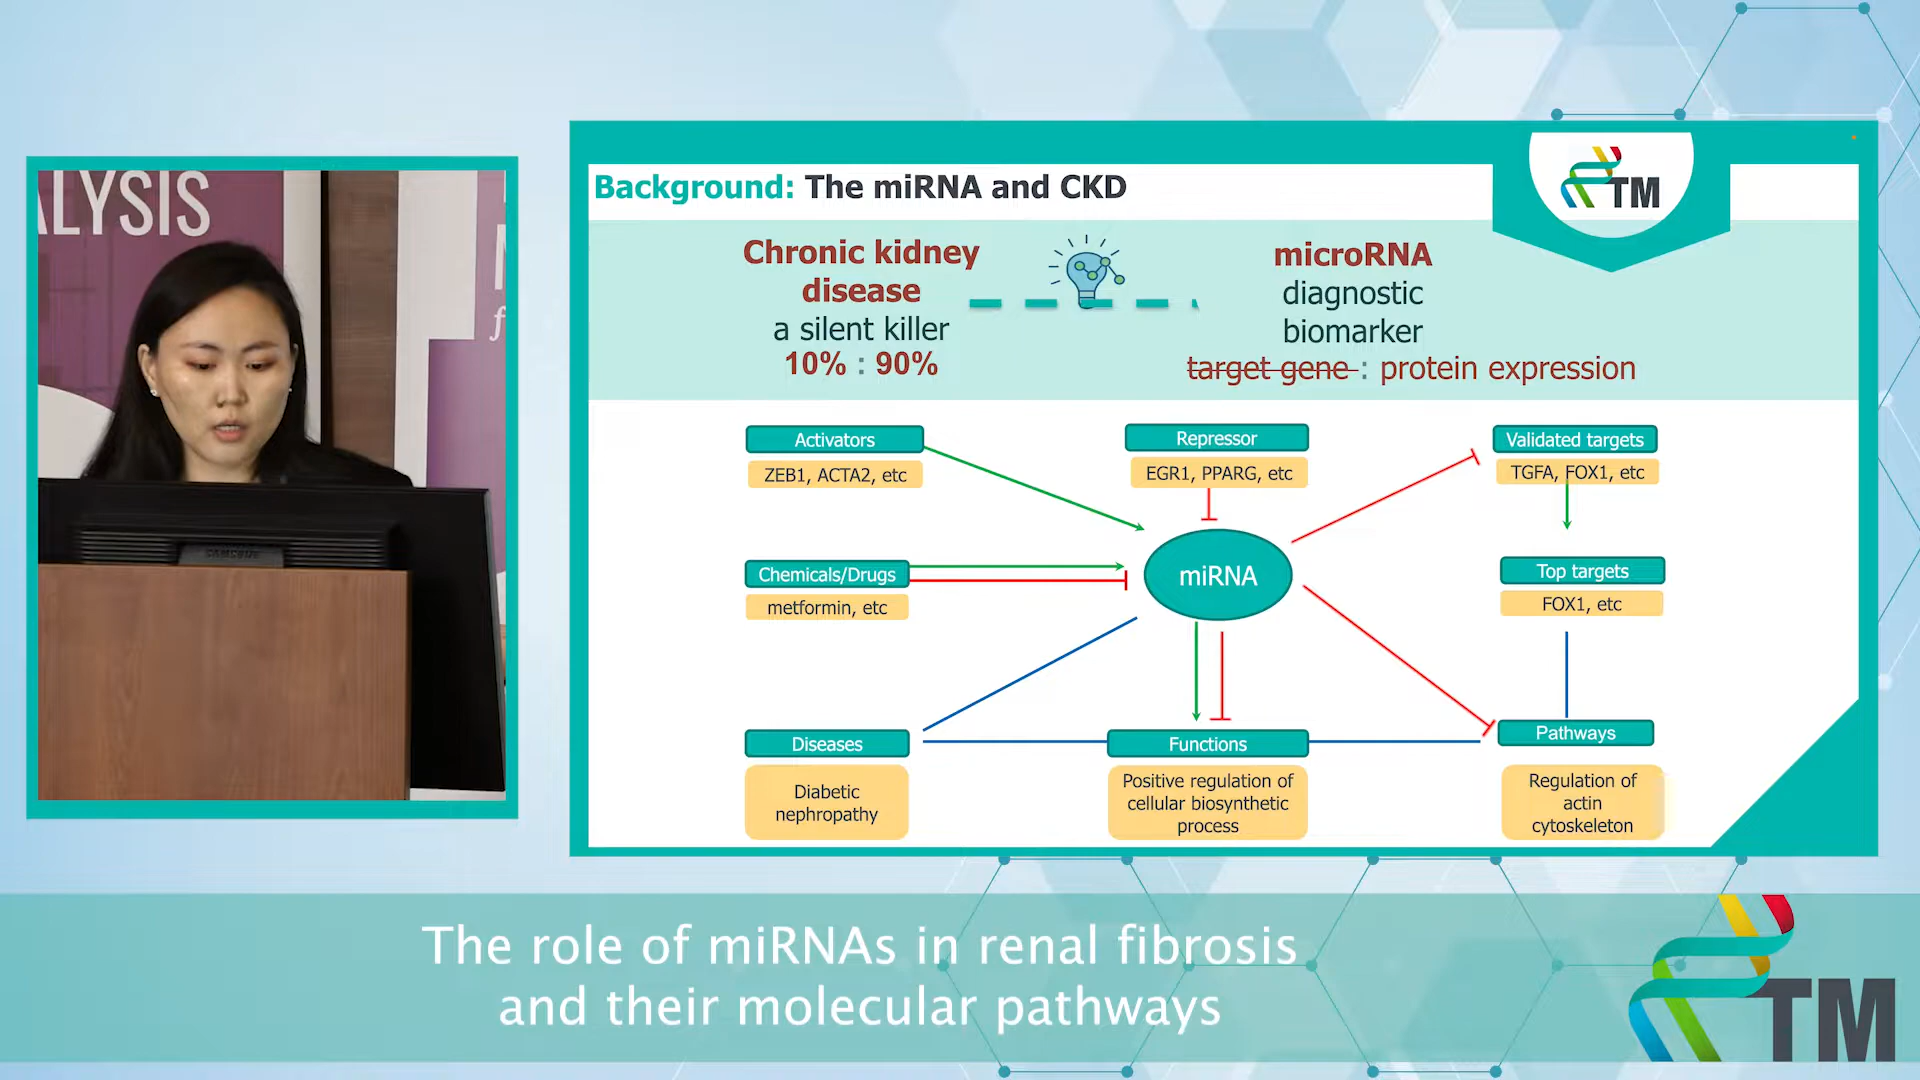 ALYSIS
SAMSUNG
Background: The miRNA and CKD
TM
Chronic kidney
disease
a silent killer
10% : 90%
microRNA
diagnostic
biomarker
target gene : protein expression
Activators
ZEB1, ACTA2, etc
Repressor
EGR1, PPARG, etc
Validated targets
TGFA, FOX1, etc
Chemicals/Drugs
metformin, etc
miRNA
Top targets
FOX1, etc
Diseases
Diabetic
nephropathy
Functions
Positive regulation of
cellular biosynthetic
process
Pathways
Regulation of
actin
cytoskeleton
The role of miRNAs in renal fibrosis
and their molecular pathways
TM